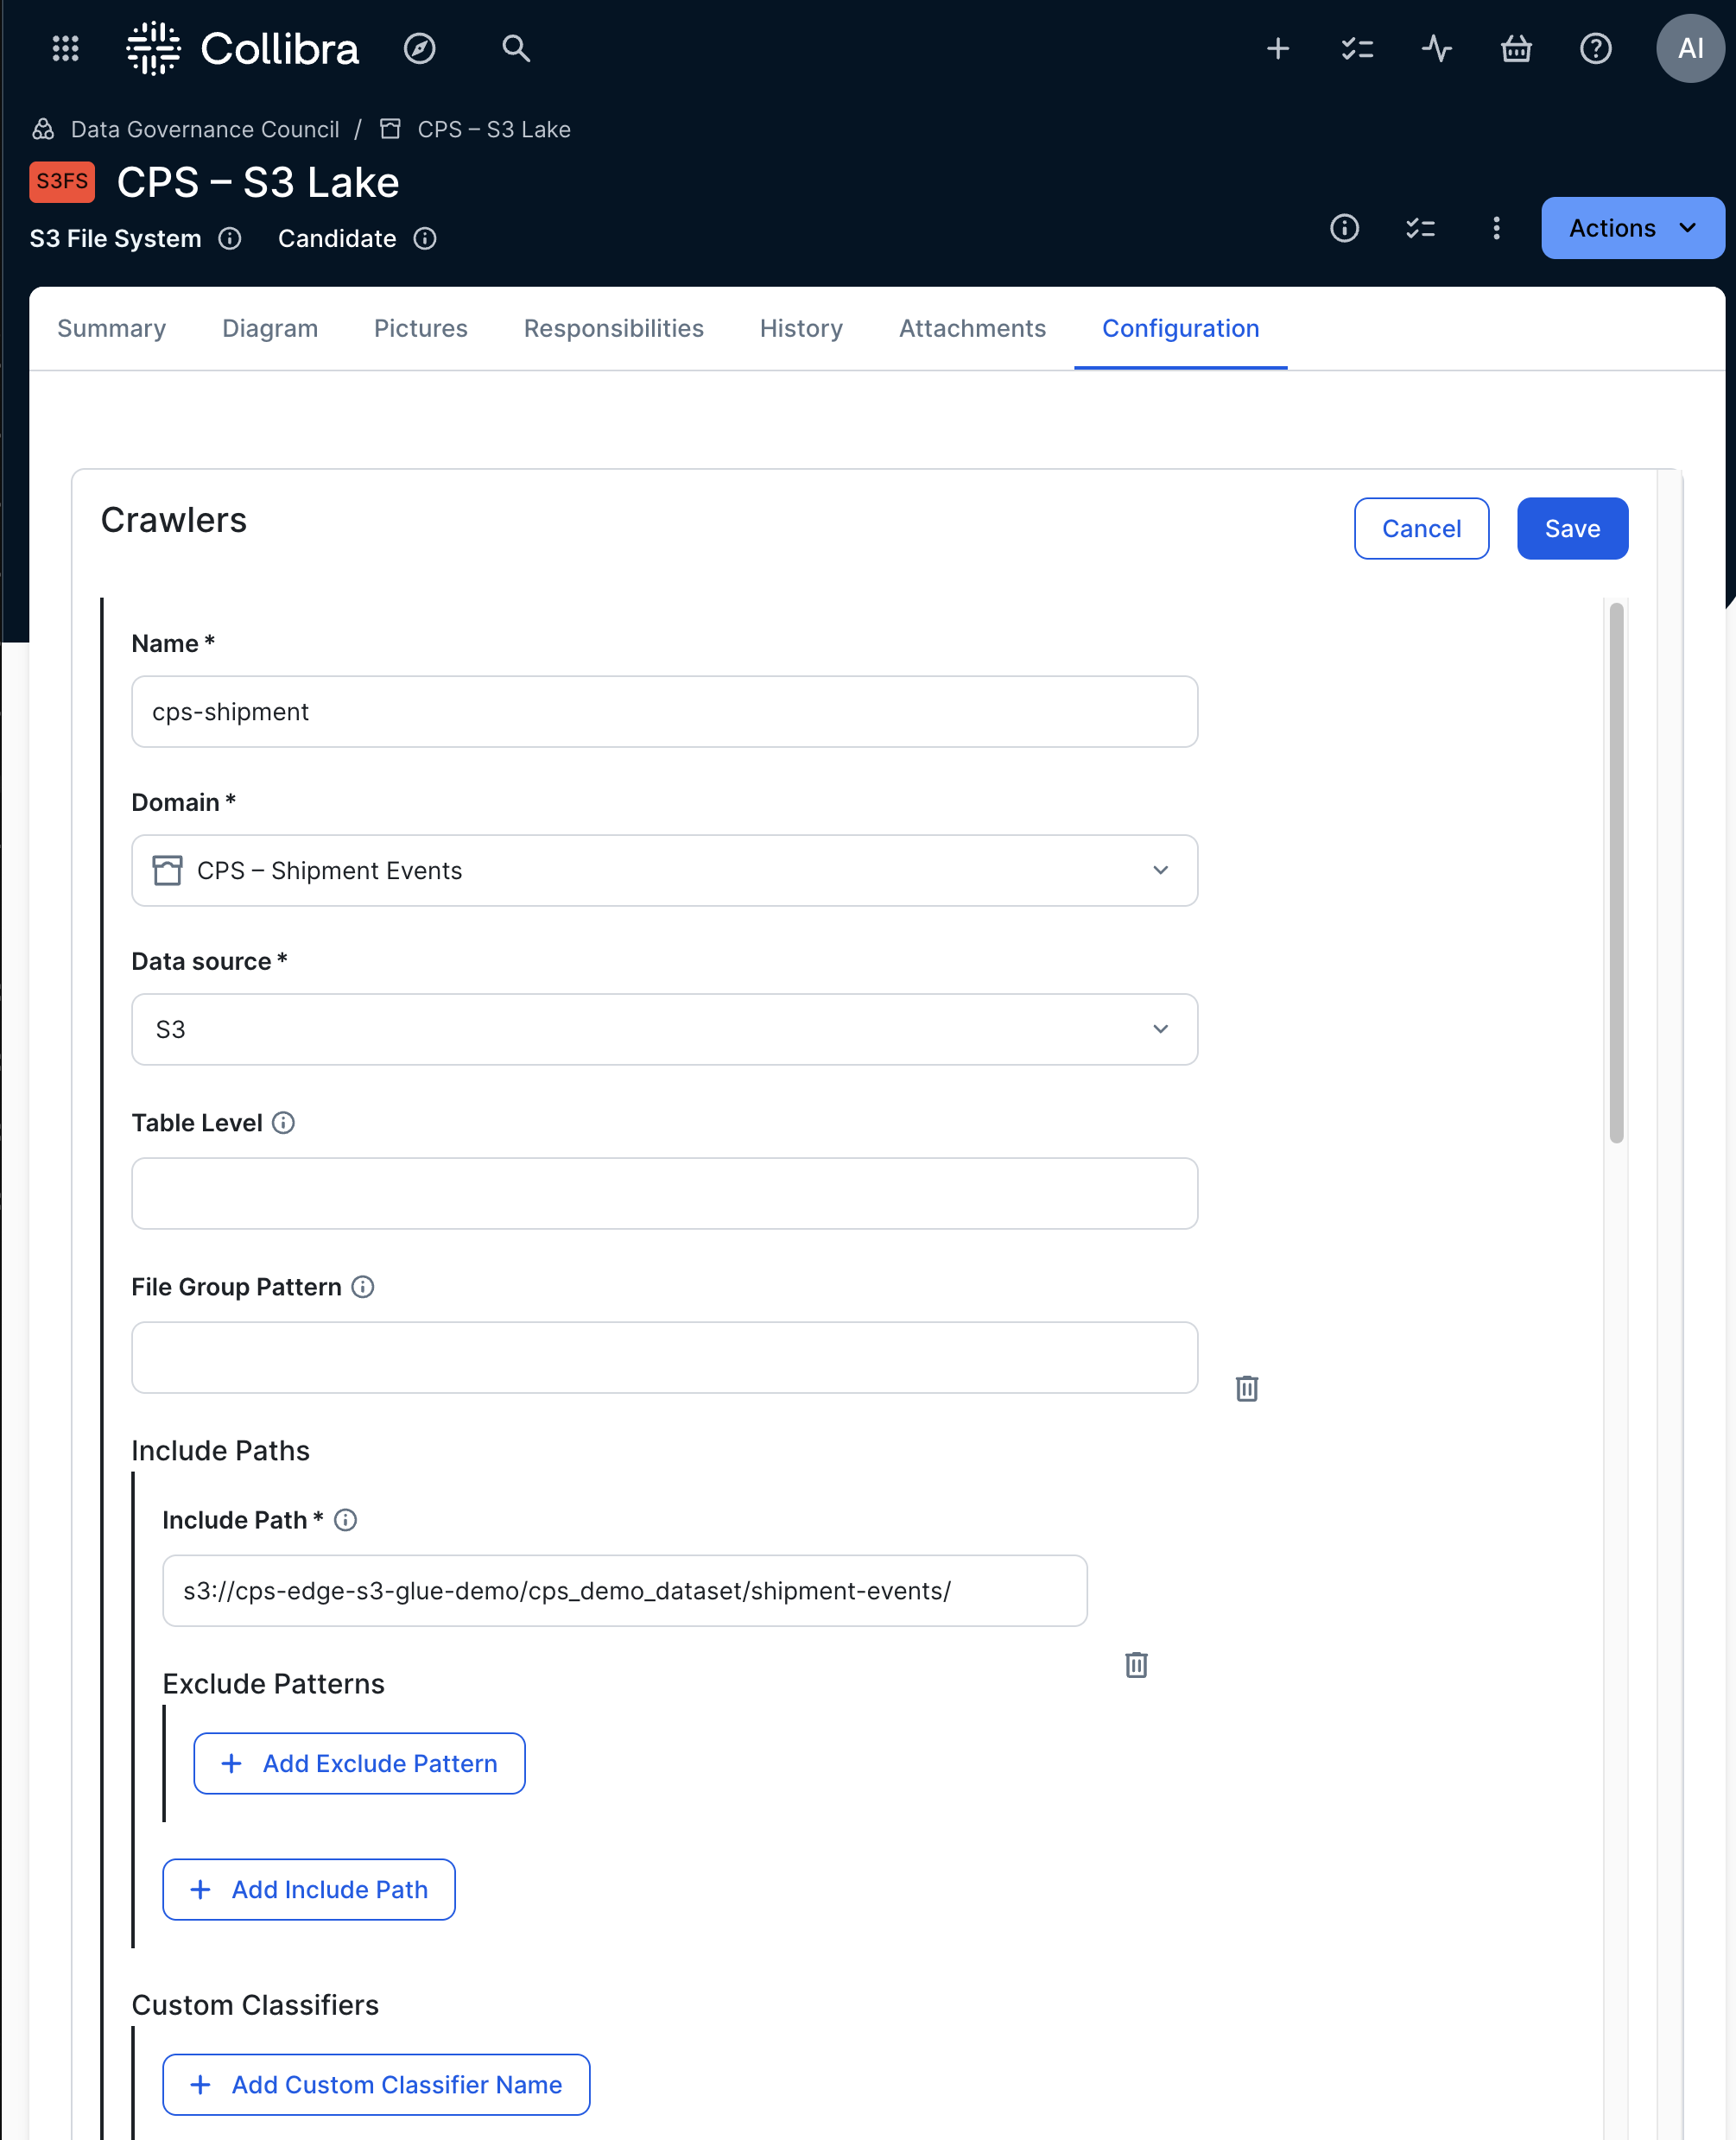 Collibra
AI
Data Governance Council / CPS – S3 Lake
S3FS CPS – S3 Lake
S3 File System Candidate
Actions
Summary Diagram Pictures Responsibilities History Attachments Configuration
Crawlers
Cancel Save
Name *
cps-shipment
Domain *
CPS – Shipment Events
Data source *
S3
Table Level
File Group Pattern
Include Paths
Include Path *
s3://cps-edge-s3-glue-demo/cps_demo_dataset/shipment-events/
Exclude Patterns
+ Add Exclude Pattern
+ Add Include Path
Custom Classifiers
+ Add Custom Classifier Name